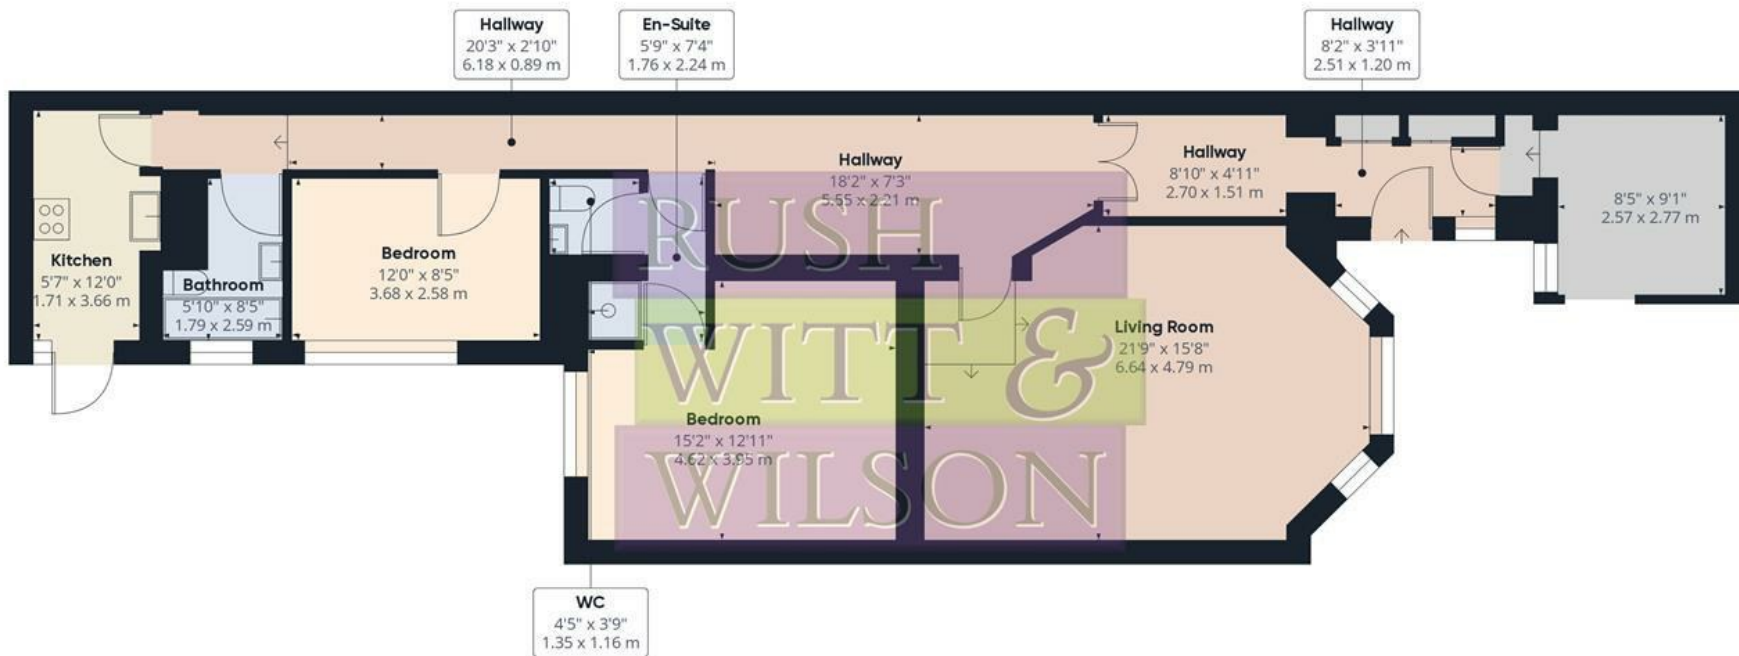 Hallway
20'3" x 2'10"
6.18 x 0.89 m
En-Suite
5'9" x 7'4"
1.76 x 2.24 m
Hallway
8'2" x 3'11"
2.51 x 1.20 m
Hallway
18'2" x 7'3"
5.55 x 2.21 m
Hallway
8'10" x 4'11"
2.70 x 1.51 m
8'5" x 9'1"
2.57 x 2.77 m
Kitchen
5'7" x 12'0"
1.71 x 3.66 m
Bathroom
5'10" x 8'5"
1.79 x 2.59 m
Bedroom
12'0" x 8'5"
3.68 x 2.58 m
Living Room
21'9" x 15'8"
6.64 x 4.79 m
Bedroom
15'2" x 12'11"
4.62 x 3.95 m
WC
4'5" x 3'9"
1.35 x 1.16 m
RUSH
WITT &
WILSON